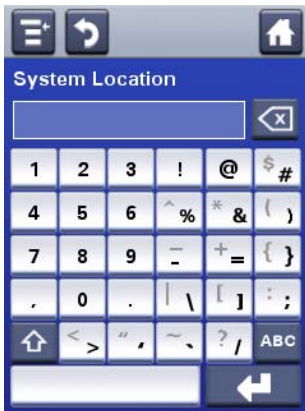 System Location
1 2 3 ! @ $ #
4 5 6 ^ % * & ( )
7 8 9 _ - + = { }
, 0 . | \ [ ] : ;
< > " ' ~ ` ? / ABC